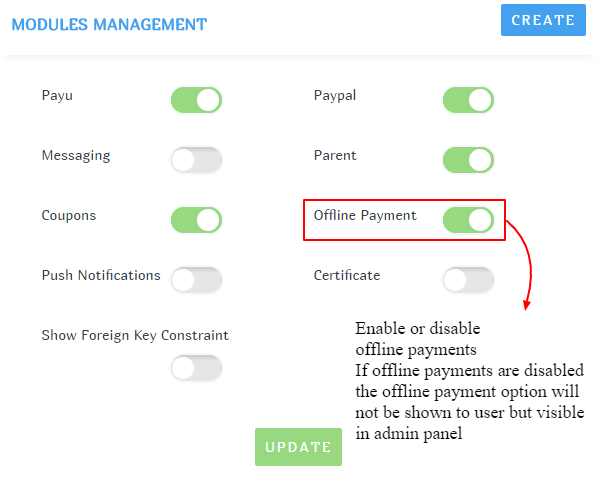 MODULES MANAGEMENT
CREATE
Payu
Paypal
Messaging
Parent
Coupons
Offline Payment
Push Notifications
Certificate
Show Foreign Key Constraint
Enable or disable
offline payments
If offline payments are disabled
the offline payment option will
not be shown to user but visible
in admin panel
UPDATE